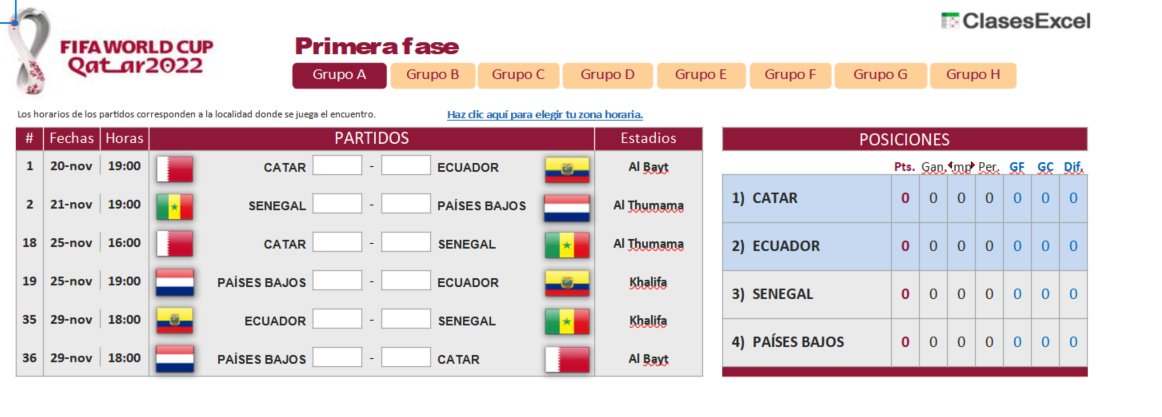 ClasesExcel
FIFA WORLD CUP
Qatar2022
Primera fase
Grupo A Grupo B Grupo C Grupo D Grupo E Grupo F Grupo G Grupo H
Los horarios de los partidos corresponden a la localidad donde se juega el encuentro. Haz clic aquí para elegir tu zona horaria.
# Fechas Horas PARTIDOS Estadios
1 20-nov 19:00 CATAR - ECUADOR Al Bayt
2 21-nov 19:00 SENEGAL - PAÍSES BAJOS Al Thumama
18 25-nov 16:00 CATAR - SENEGAL Al Thumama
19 25-nov 19:00 PAÍSES BAJOS - ECUADOR Khalifa
35 29-nov 18:00 ECUADOR - SENEGAL Khalifa
36 29-nov 18:00 PAÍSES BAJOS - CATAR Al Bayt
POSICIONES
Pts. Gan. Per. GF GC Dif.
1) CATAR 0 0 0 0 0 0 0
2) ECUADOR 0 0 0 0 0 0 0
3) SENEGAL 0 0 0 0 0 0 0
4) PAÍSES BAJOS 0 0 0 0 0 0 0